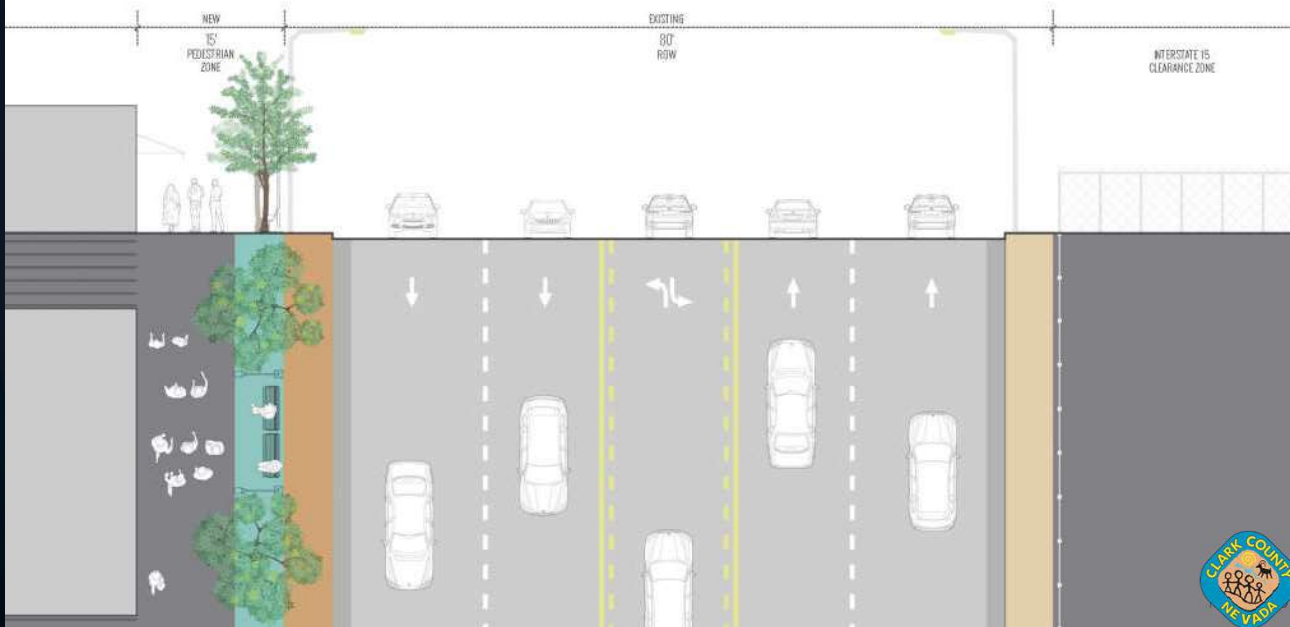 NEW
15'
PEDESTRIAN
ZONE
EXISTING
80'
ROW
INTERSTATE 15
CLEARANCE ZONE
CLARK COUNTY
NEVADA